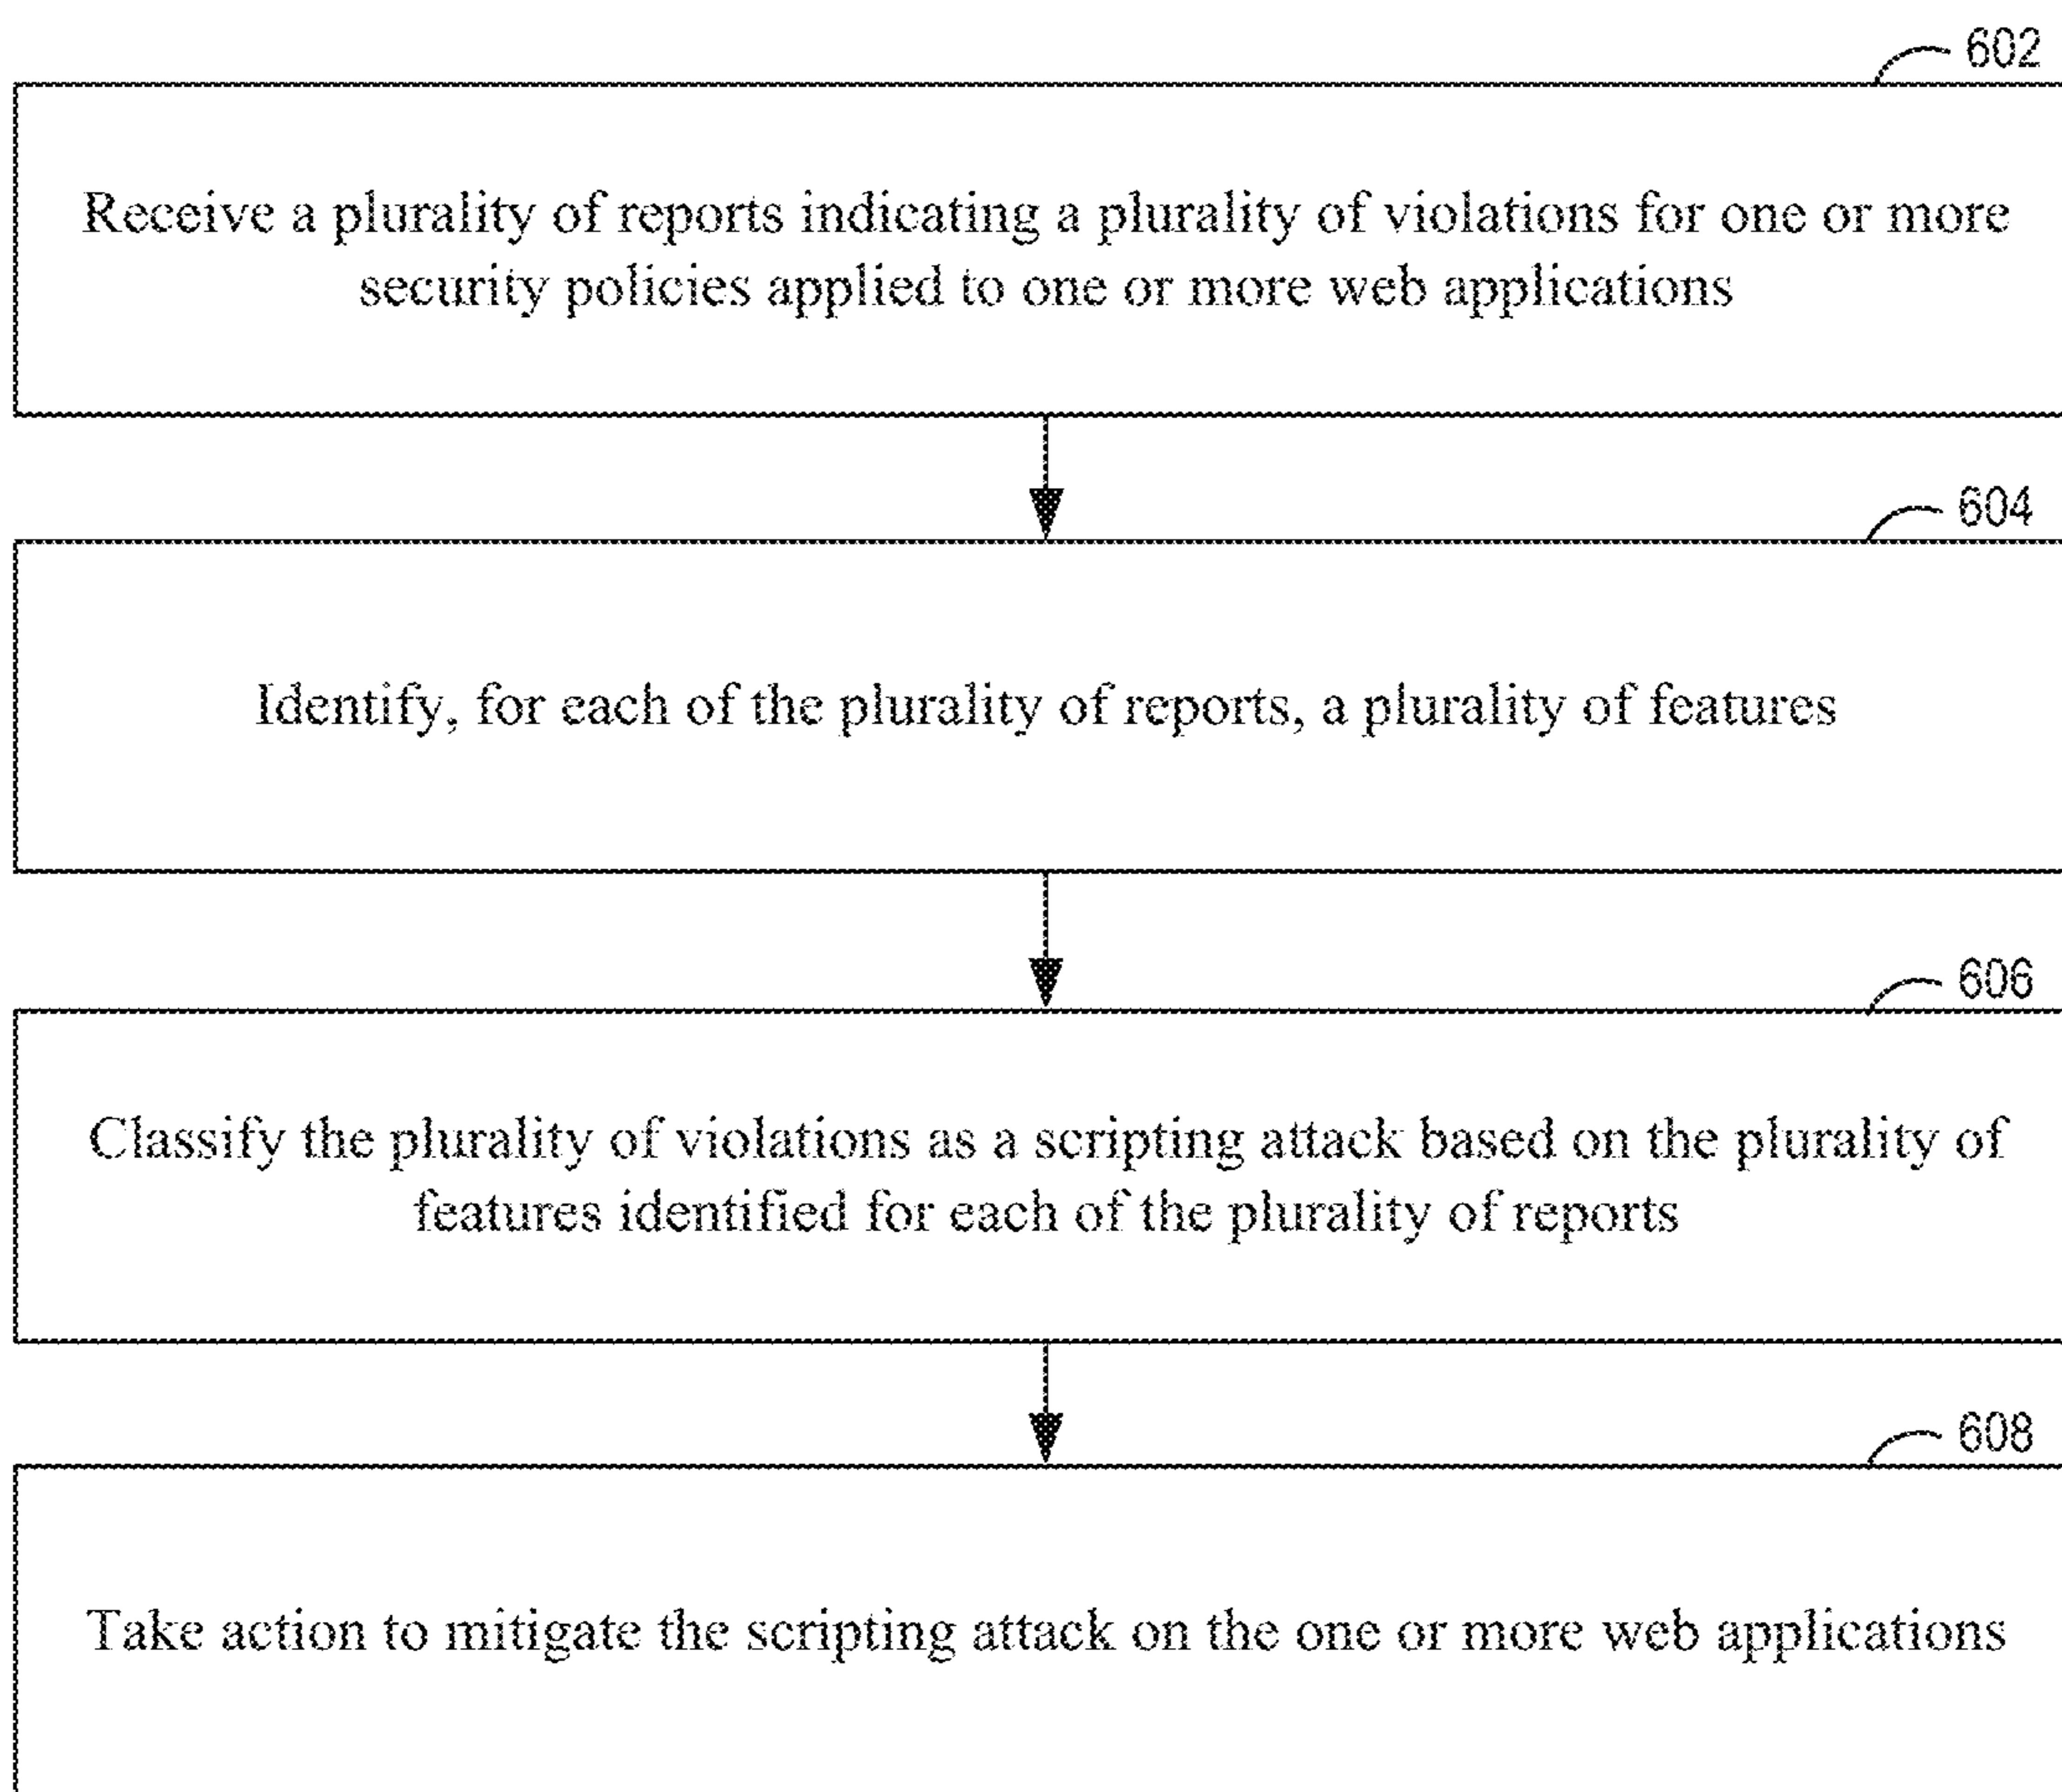 602
Receive a plurality of reports indicating a plurality of violations for one or more
security policies applied to one or more web applications
604
Identify, for each of the plurality of reports, a plurality of features
606
Classify the plurality of violations as a scripting attack based on the plurality of
features identified for each of the plurality of reports
608
Take action to mitigate the scripting attack on the one or more web applications